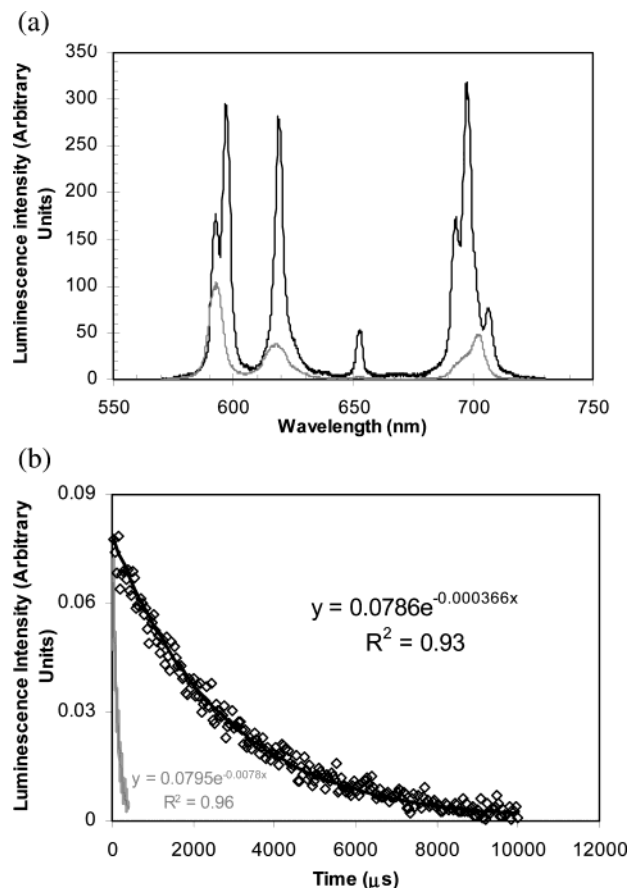 (a)
Luminescence intensity (Arbitrary
Units)
350
300
250
200
150
100
50
0
550
600
650
700
750
Wavelength (nm)
(b)
Luminescence Intensity (Arbitrary
Units)
0.09
0.06
0.03
0
y = 0.0786e^-0.000366x
R² = 0.93
y = 0.0795e^-0.0078x
R² = 0.96
0
2000
4000
6000
8000
10000
12000
Time (µs)